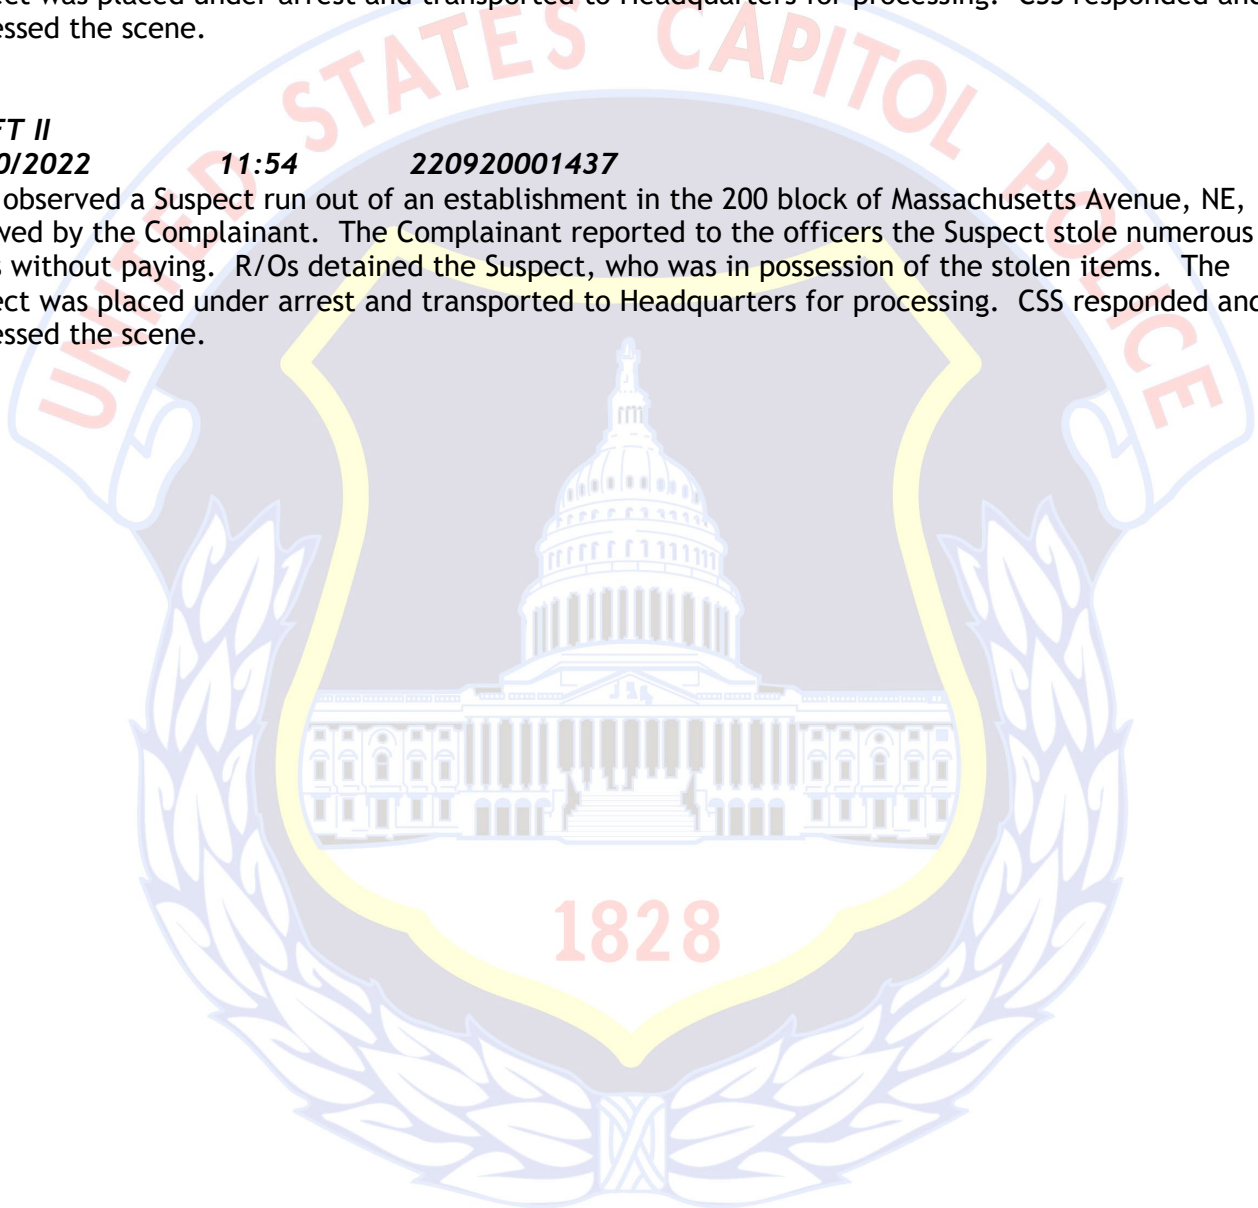 ect was placed under arrest and transported to Headquarters for processing. CSS responded and
essed the scene.
FT II
0/2022 11:54 220920001437
observed a Suspect run out of an establishment in the 200 block of Massachusetts Avenue, NE,
wed by the Complainant. The Complainant reported to the officers the Suspect stole numerous
s without paying. R/Os detained the Suspect, who was in possession of the stolen items. The
ect was placed under arrest and transported to Headquarters for processing. CSS responded and
essed the scene.
UNITED STATES CAPITOL POLICE
1828